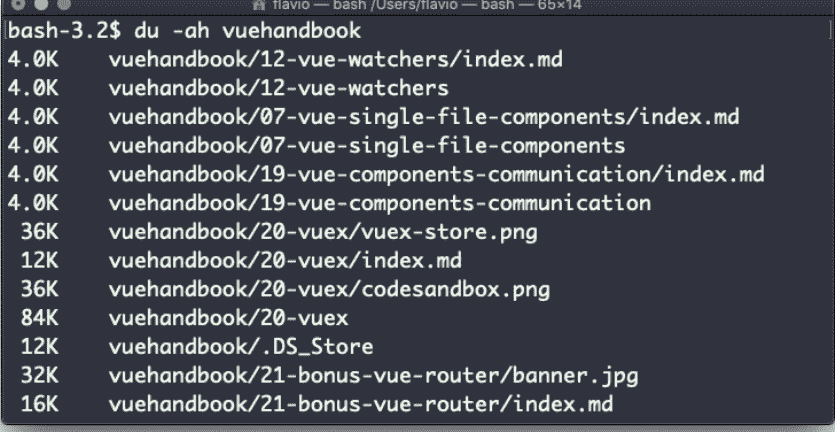 flavio — bash /Users/flavio — bash — 65×14
bash-3.2$ du -ah vuehandbook
4.0K vuehandbook/12-vue-watchers/index.md
4.0K vuehandbook/12-vue-watchers
4.0K vuehandbook/07-vue-single-file-components/index.md
4.0K vuehandbook/07-vue-single-file-components
4.0K vuehandbook/19-vue-components-communication/index.md
4.0K vuehandbook/19-vue-components-communication
36K vuehandbook/20-vuex/vuex-store.png
12K vuehandbook/20-vuex/index.md
36K vuehandbook/20-vuex/codesandbox.png
84K vuehandbook/20-vuex
12K vuehandbook/.DS_Store
32K vuehandbook/21-bonus-vue-router/banner.jpg
16K vuehandbook/21-bonus-vue-router/index.md